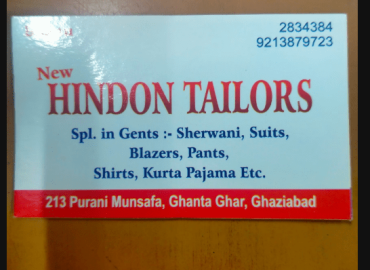 2834384
9213879723
New
HINDON TAILORS
Spl. in Gents :- Sherwani, Suits,
Blazers, Pants,
Shirts, Kurta Pajama Etc.
213 Purani Munsafa, Ghanta Ghar, Ghaziabad